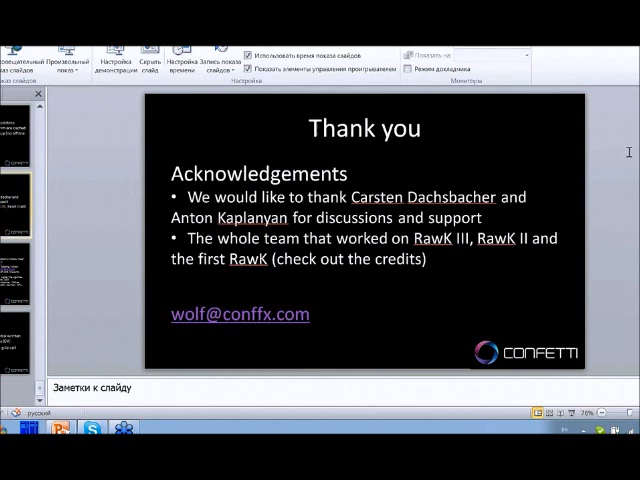 Произвольный
показ
Настройка
демонстрации
Скрыть
слайд
Настройка
времени
Запись показа
слайдов
Использовать время показа слайдов
Показать элементы управления проигрывателем
Настройка
Показать на
Режим докладчика
Мониторы
Thank you
Acknowledgements
• We would like to thank Carsten Dachsbacher and
Anton Kaplanyan for discussions and support
• The whole team that worked on RawK III, RawK II and
the first RawK (check out the credits)
wolf@conffx.com
CONFETTI
Заметки к слайду
русский
76%